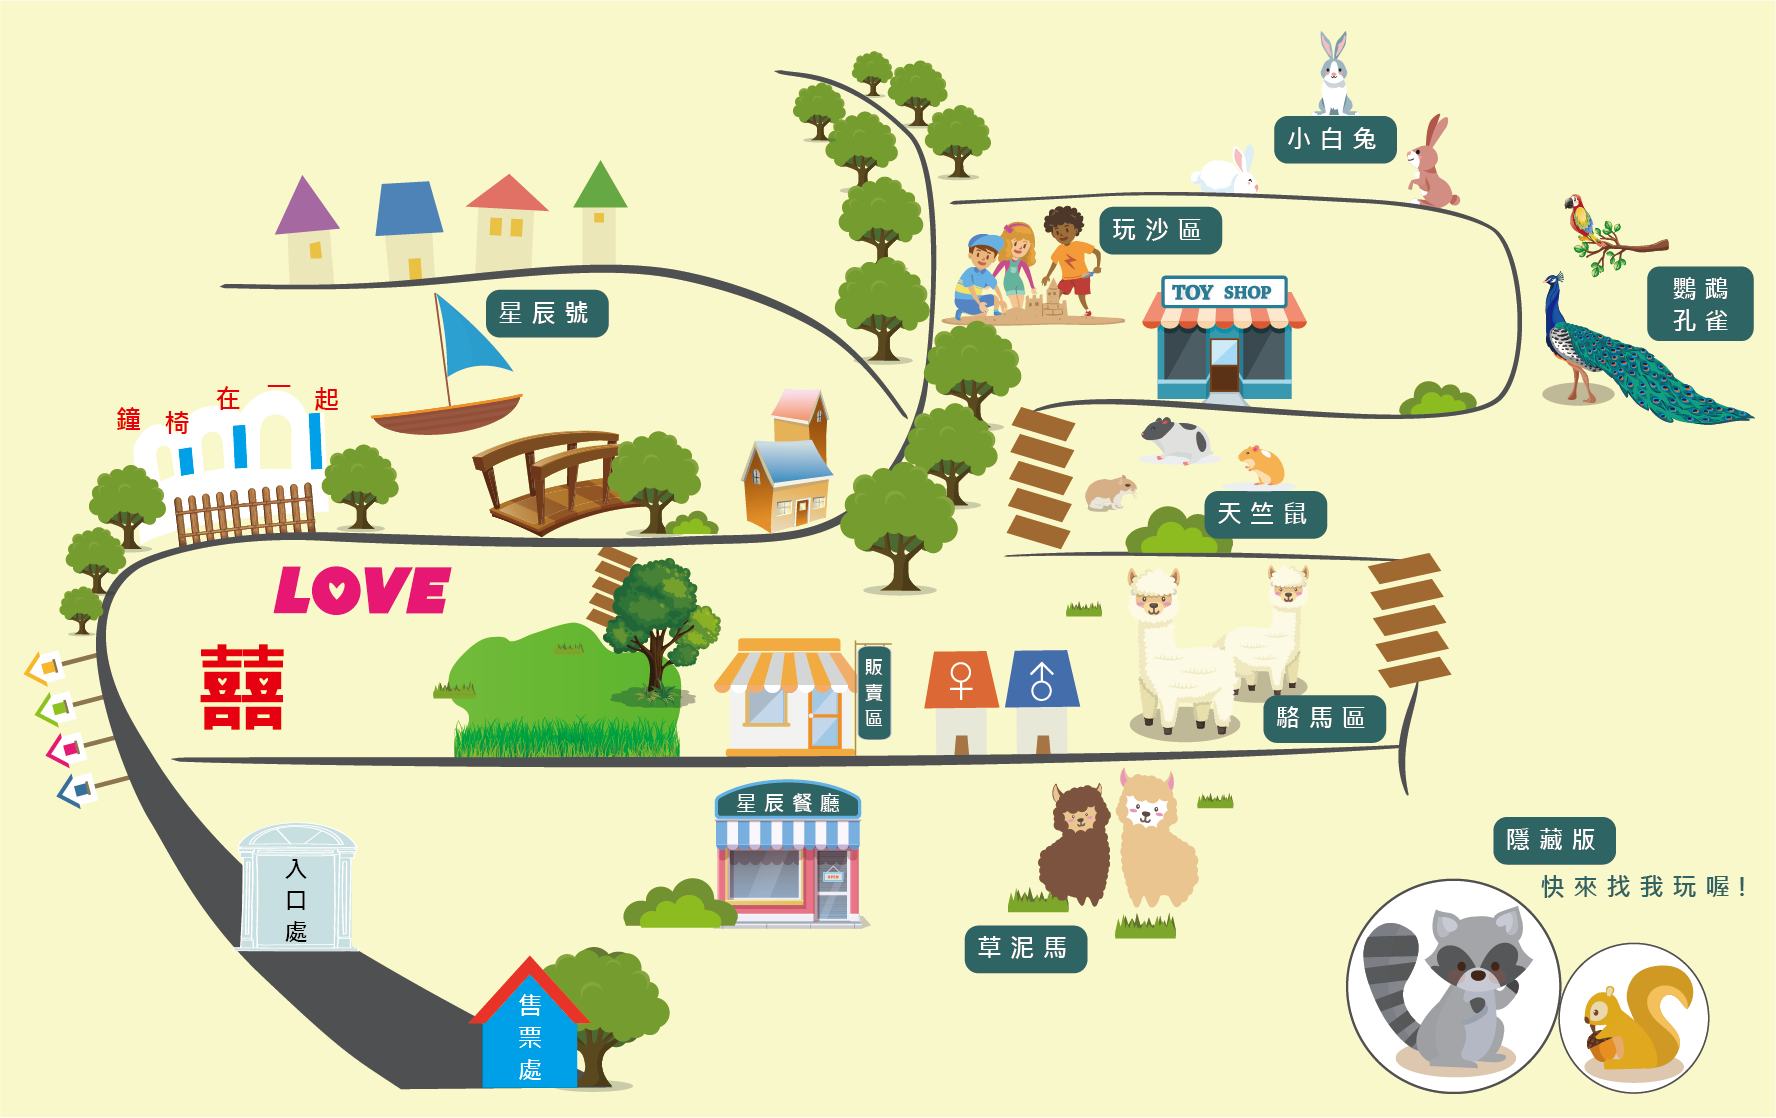 小白兔
玩沙區
TOY SHOP
鸚鵡
孔雀
星辰號
鐘椅在一起
天竺鼠
LOVE
囍
販賣區
駱馬區
星辰餐廳
OPEN
入口處
草泥馬
隱藏版
快來找我玩喔!
售票處